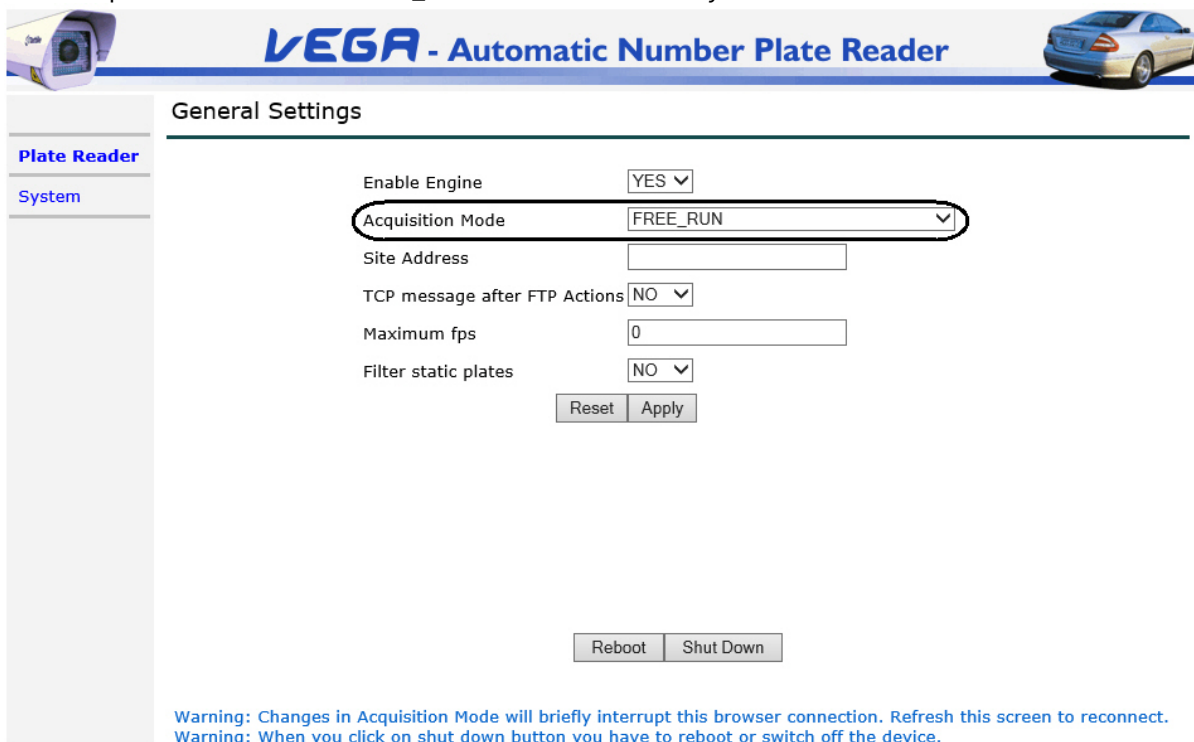 VEGA - Automatic Number Plate Reader
General Settings
Plate Reader
System
Enable Engine YES
Acquisition Mode FREE_RUN
Site Address
TCP message after FTP Actions NO
Maximum fps 0
Filter static plates NO
Reset Apply
Reboot Shut Down
Warning: Changes in Acquisition Mode will briefly interrupt this browser connection. Refresh this screen to reconnect.
Warning: When you click on shut down button you have to reboot or switch off the device.